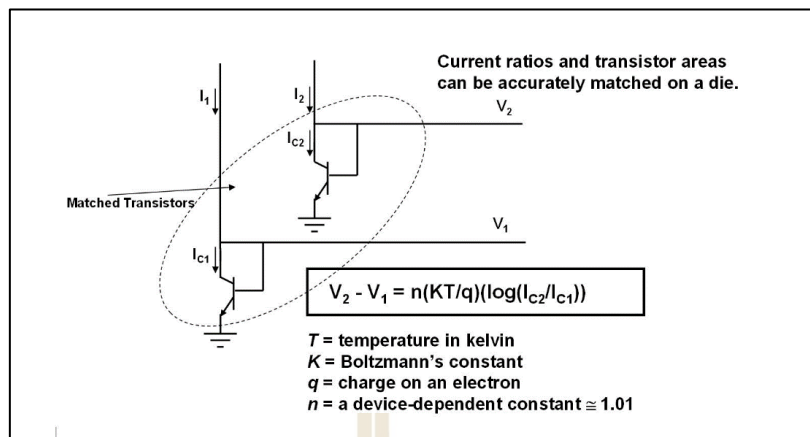 Current ratios and transistor areas
can be accurately matched on a die.
I1
I2
V2
IC2
Matched Transistors
V1
IC1
V2 - V1 = n(KT/q)(log(IC2/IC1))
T = temperature in kelvin
K = Boltzmann’s constant
q = charge on an electron
n = a device-dependent constant ≅ 1.01